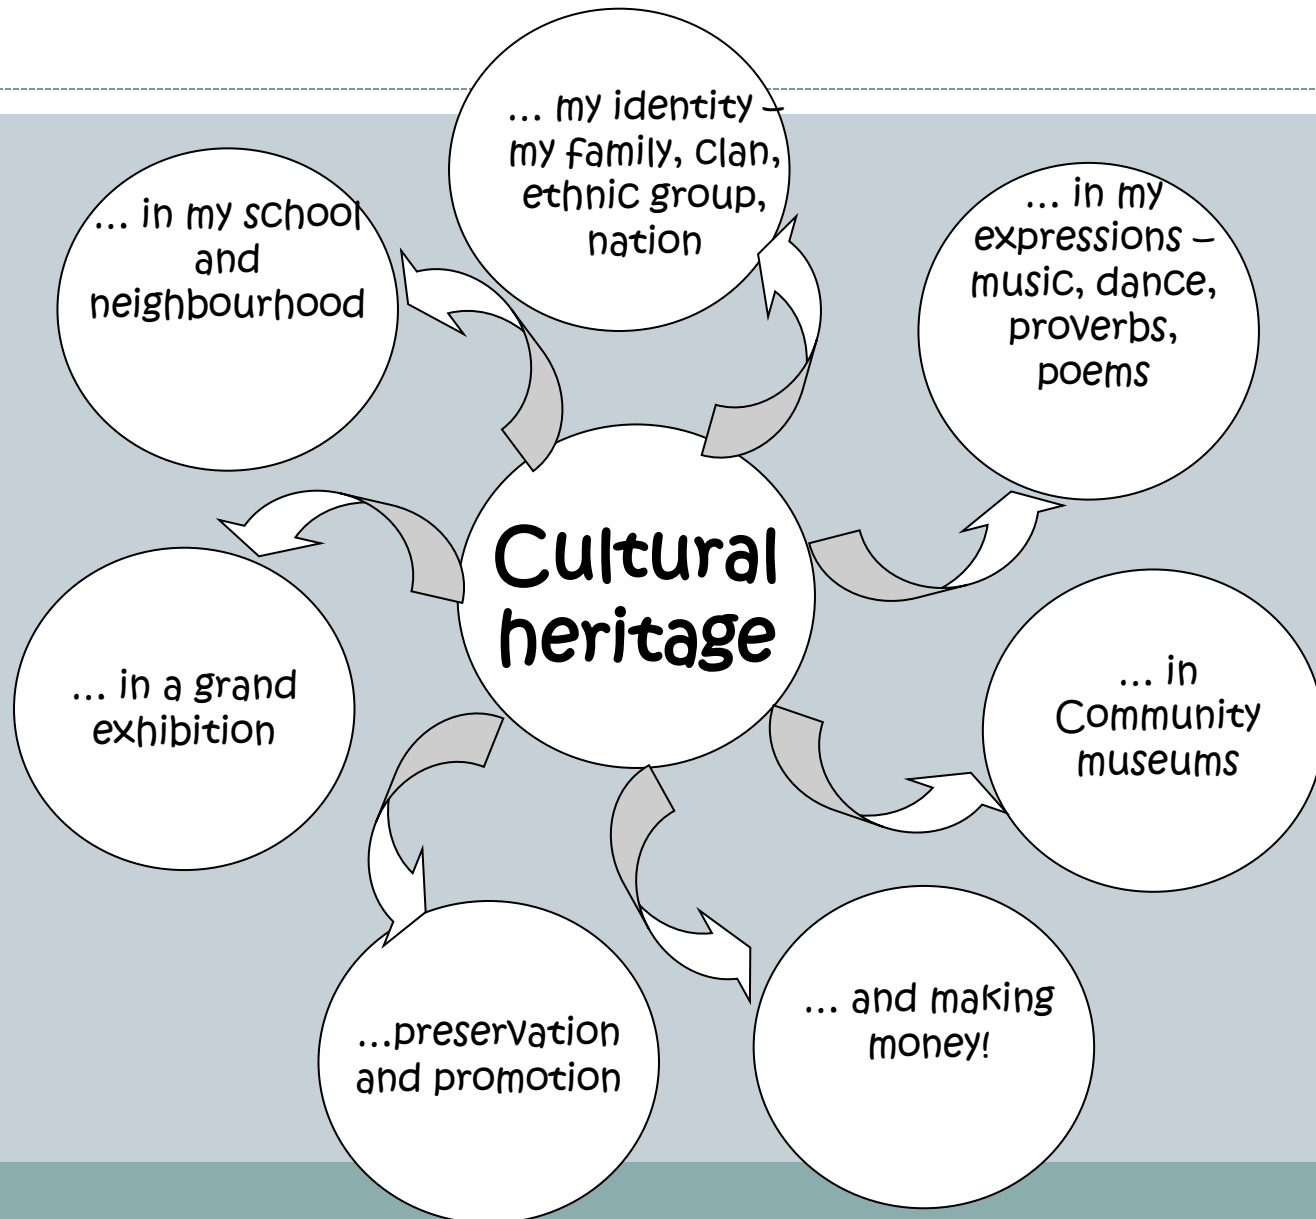 … my identity –
my family, clan,
ethnic group,
nation
… in my school
and
neighbourhood
… in my
expressions –
music, dance,
proverbs,
poems
Cultural
heritage
… in a grand
exhibition
… in
Community
museums
…preservation
and promotion
… and making
money!